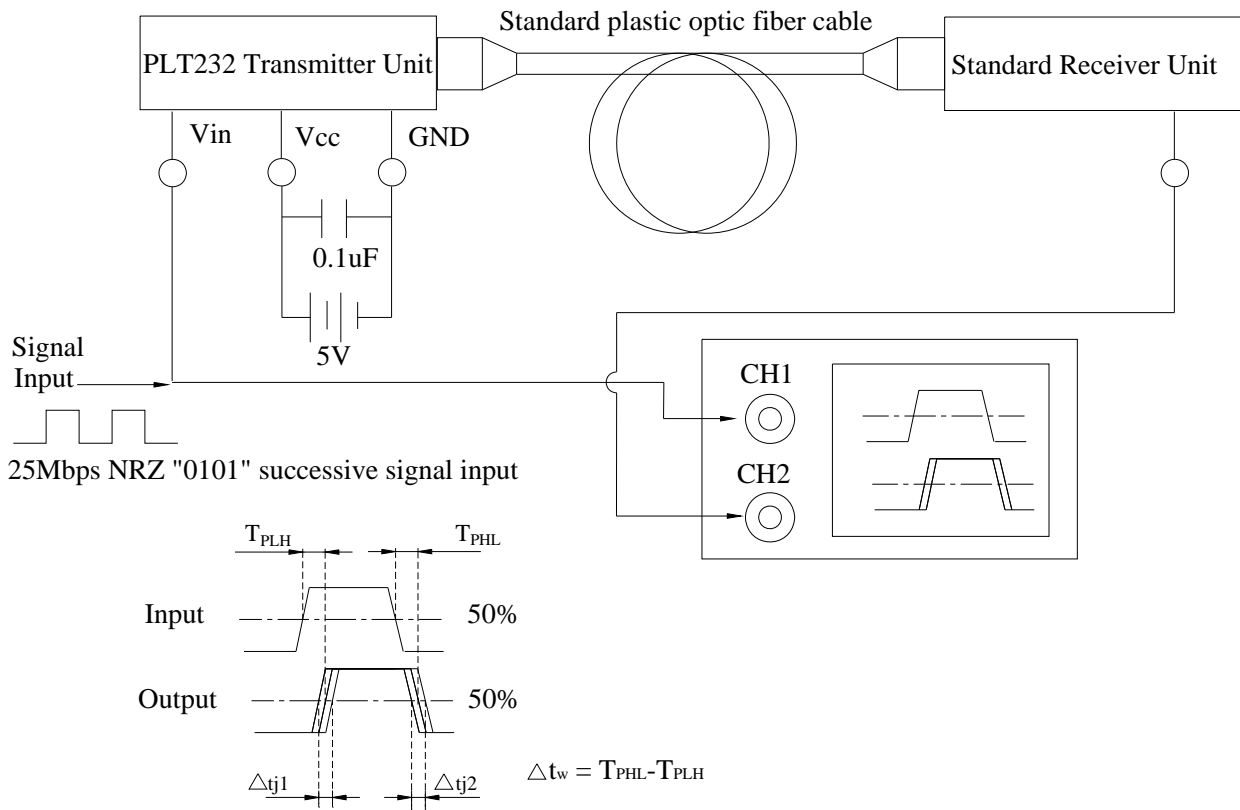 Standard plastic optic fiber cable
PLT232 Transmitter Unit
Standard Receiver Unit
Vin
Vcc
GND
0.1uF
5V
Signal
Input
CH1
CH2
25Mbps NRZ "0101" successive signal input
TPLH
TPHL
Input
50%
Output
50%
△tj1
△tj2
△tw = TPHL-TPLH